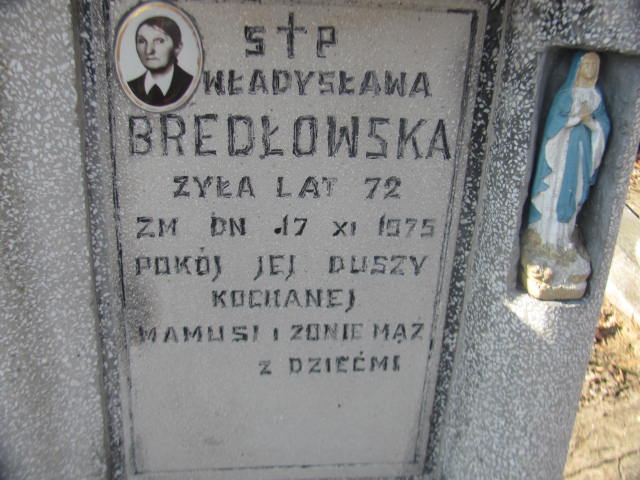 Ś†P
WŁADYSŁAWA
BREDŁOWSKA
ŻYŁA LAT 72
ZM DN 17 XI 1975
POKÓJ JEJ DUSZY
KOCHANEJ
MAMUSI I ŻONIE MĄŻ
Z DZIEĆMI